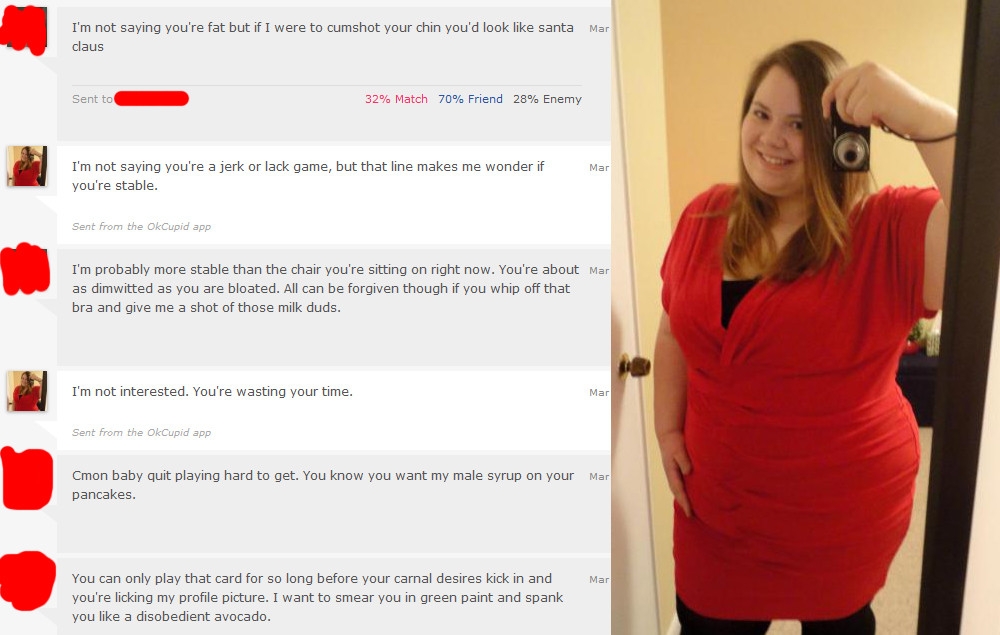 I'm not saying you're fat but if I were to cumshot your chin you'd look like santa
claus
Mar
Sent to
32% Match 70% Friend 28% Enemy
I'm not saying you're a jerk or lack game, but that line makes me wonder if
you're stable.
Mar
Sent from the OkCupid app
I'm probably more stable than the chair you're sitting on right now. You're about
as dimwitted as you are bloated. All can be forgiven though if you whip off that
bra and give me a shot of those milk duds.
Mar
I'm not interested. You're wasting your time.
Mar
Sent from the OkCupid app
Cmon baby quit playing hard to get. You know you want my male syrup on your
pancakes.
Mar
You can only play that card for so long before your carnal desires kick in and
you're licking my profile picture. I want to smear you in green paint and spank
you like a disobedient avocado.
Mar